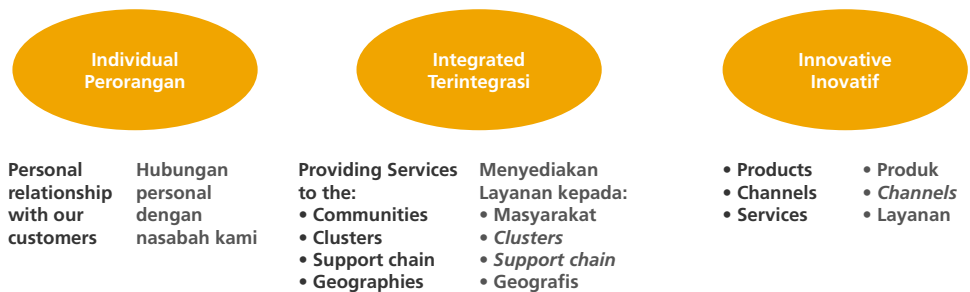 Individual
Perorangan
Integrated
Terintegrasi
Innovative
Inovatif
Personal
relationship
with our
customers
Hubungan
personal
dengan
nasabah kami
Providing Services
to the:
• Communities
• Clusters
• Support chain
• Geographies
Menyediakan
Layanan kepada:
• Masyarakat
• Clusters
• Support chain
• Geografis
• Products
• Channels
• Services
• Produk
• Channels
• Layanan